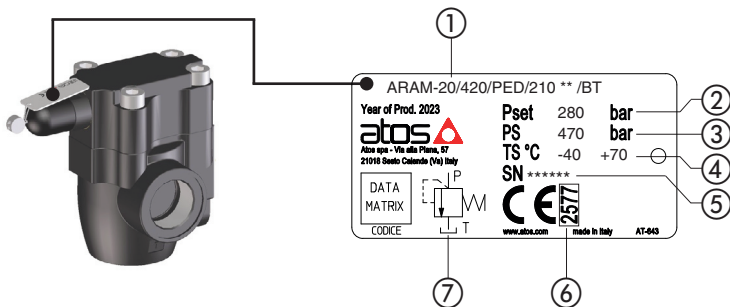 ①
ARAM-20/420/PED/210 ** /BT
Year of Prod. 2023
atos
Atos spa - Via alla Piana, 57
21018 Sesto Calende (Va) Italy
Pset 280 bar ②
PS 470 bar ③
TS °C -40 +70 ④
SN ****** ⑤
DATA
MATRIX
CODICE
P
T
CE 2577
www.atos.com made in Italy AT-643
⑦ ⑥